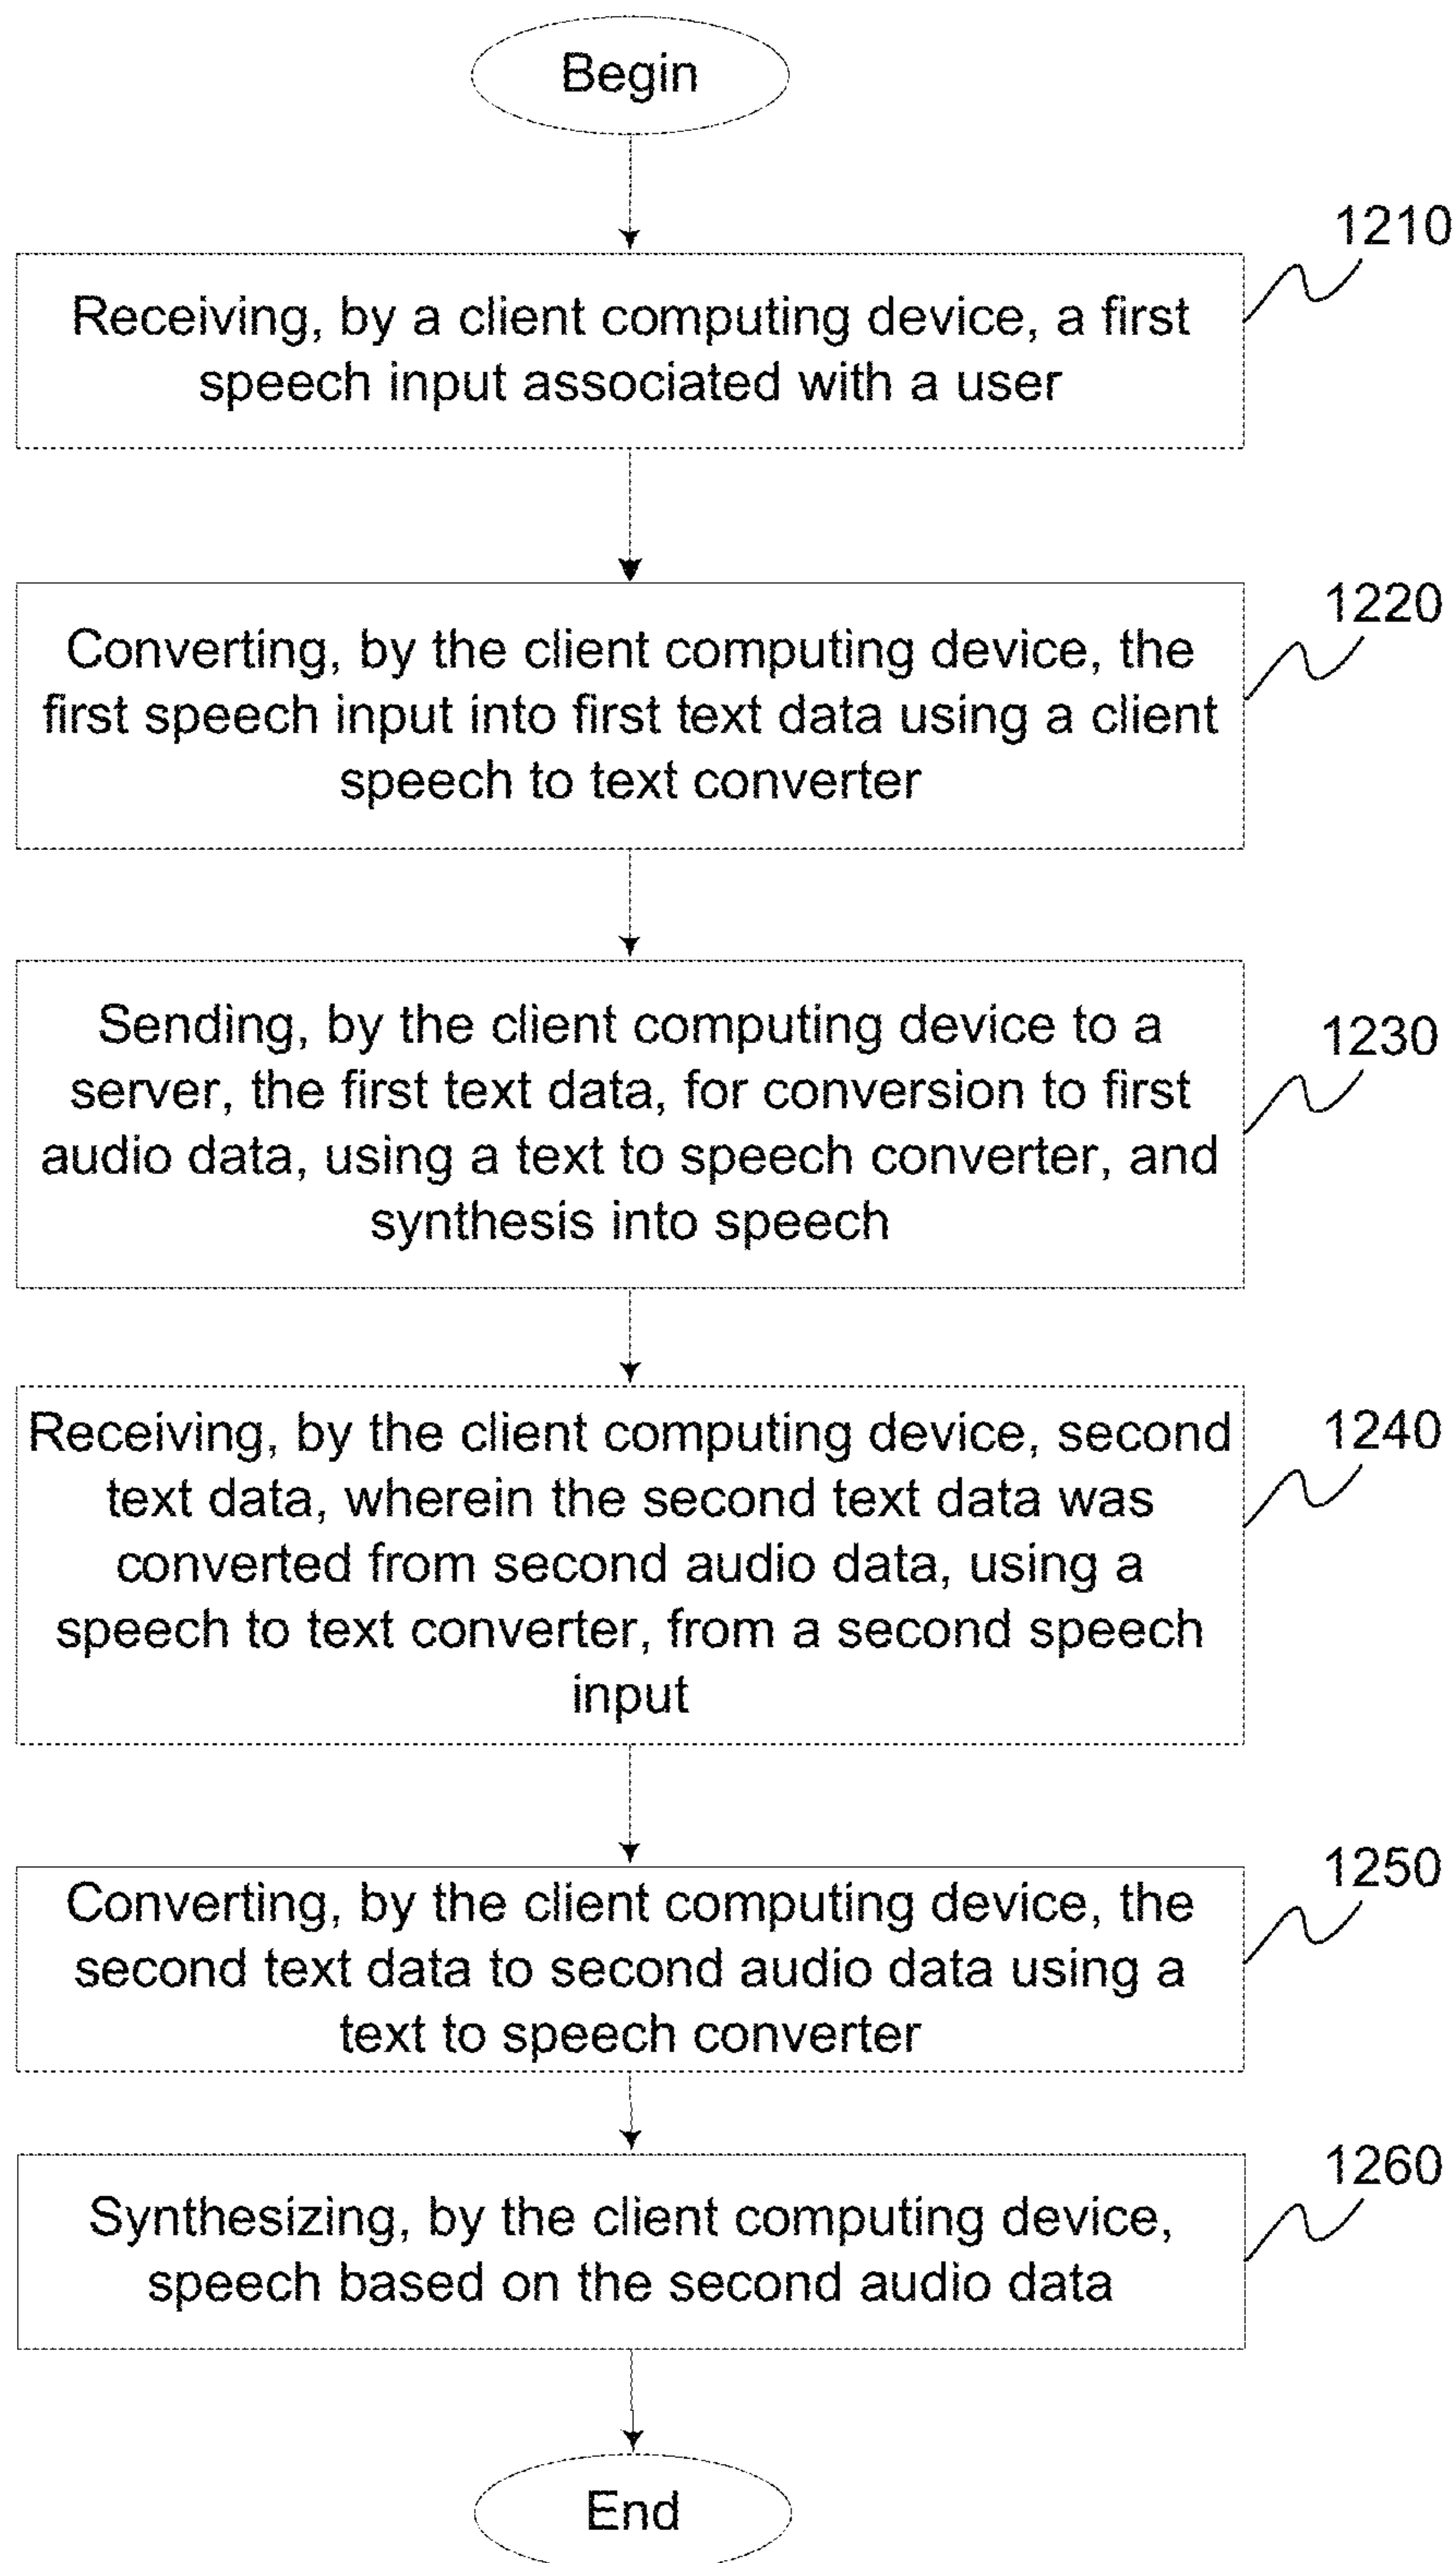 Begin
1210
Receiving, by a client computing device, a first
speech input associated with a user
1220
Converting, by the client computing device, the
first speech input into first text data using a client
speech to text converter
1230
Sending, by the client computing device to a
server, the first text data, for conversion to first
audio data, using a text to speech converter, and
synthesis into speech
1240
Receiving, by the client computing device, second
text data, wherein the second text data was
converted from second audio data, using a
speech to text converter, from a second speech
input
1250
Converting, by the client computing device, the
second text data to second audio data using a
text to speech converter
1260
Synthesizing, by the client computing device,
speech based on the second audio data
End